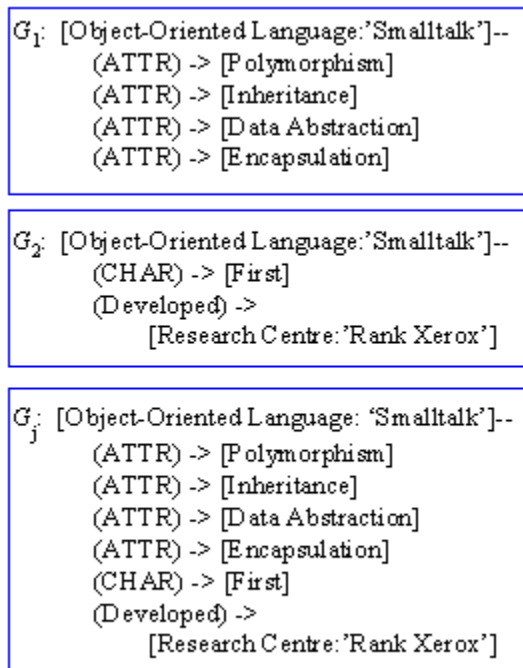 G1: [Object-Oriented Language:'Smalltalk']--
(ATTR) -> [Polymorphism]
(ATTR) -> [Inheritance]
(ATTR) -> [Data Abstraction]
(ATTR) -> [Encapsulation]
G2: [Object-Oriented Language:'Smalltalk']--
(CHAR) -> [First]
(Developed) ->
[Research Centre:'Rank Xerox']
Gj: [Object-Oriented Language: ‘Smalltalk’]--
(ATTR) -> [Polymorphism]
(ATTR) -> [Inheritance]
(ATTR) -> [Data Abstraction]
(ATTR) -> [Encapsulation]
(CHAR) -> [First]
(Developed) ->
[Research Centre:'Rank Xerox']